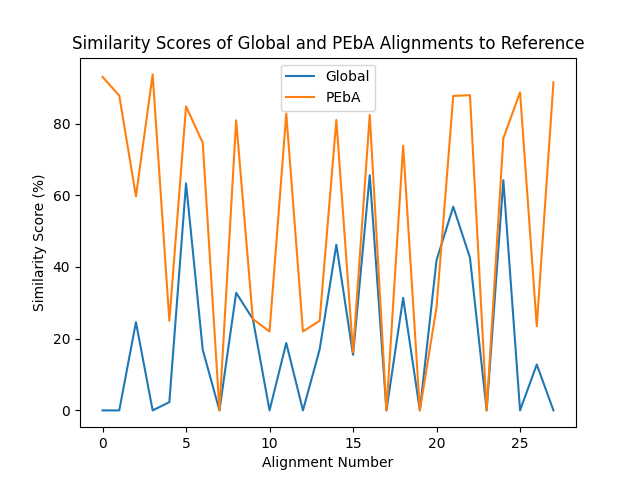 Similarity Scores of Global and PEbA Alignments to Reference
Global
PEbA
Similarity Score (%)
80
60
40
20
0
0 5 10 15 20 25
Alignment Number